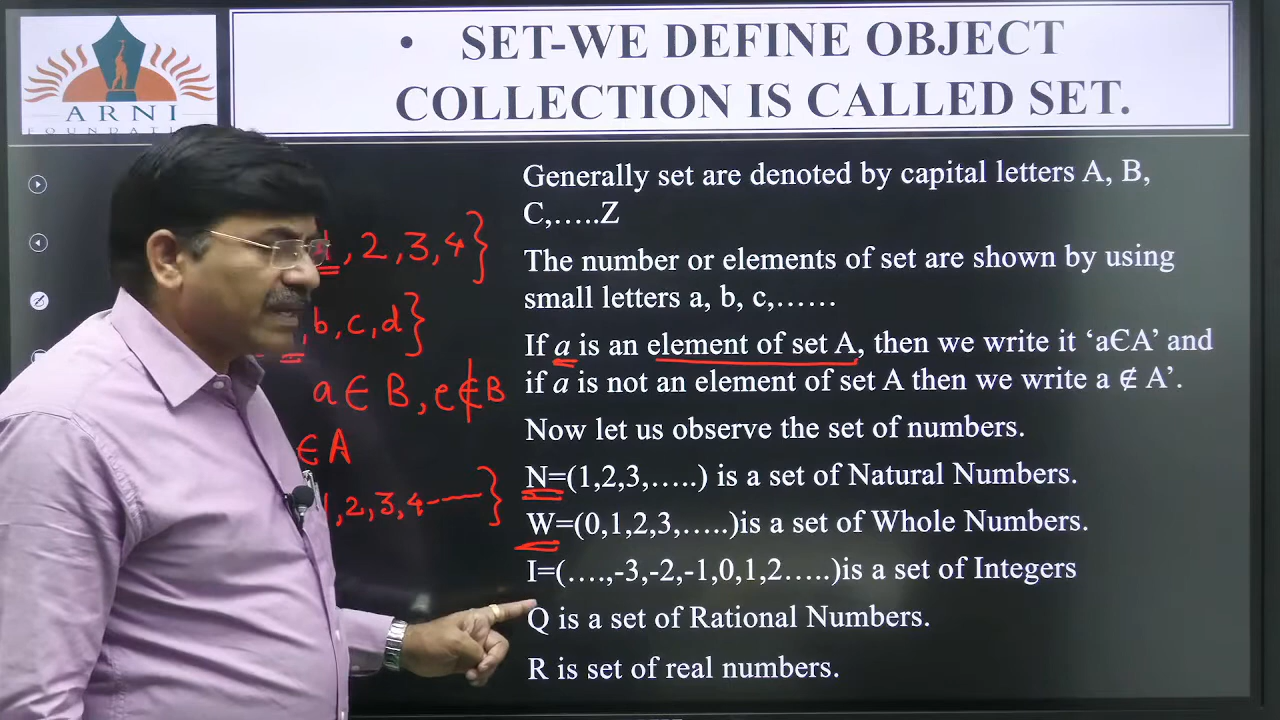 ARNI
FOUNDATI
• SET-WE DEFINE OBJECT
COLLECTION IS CALLED SET.
Generally set are denoted by capital letters A, B,
C,…..Z
The number or elements of set are shown by using
small letters a, b, c,……
If a is an element of set A, then we write it ‘aЄA’ and
if a is not an element of set A then we write a ∉ A’.
Now let us observe the set of numbers.
N=(1,2,3,…..) is a set of Natural Numbers.
W=(0,1,2,3,…..)is a set of Whole Numbers.
I=(….,-3,-2,-1,0,1,2…..)is a set of Integers
Q is a set of Rational Numbers.
R is set of real numbers.
1, 2, 3, 4}
, b, c, d}
a ∈ B, e ∉ B
∈ A
1, 2, 3, 4 ------}